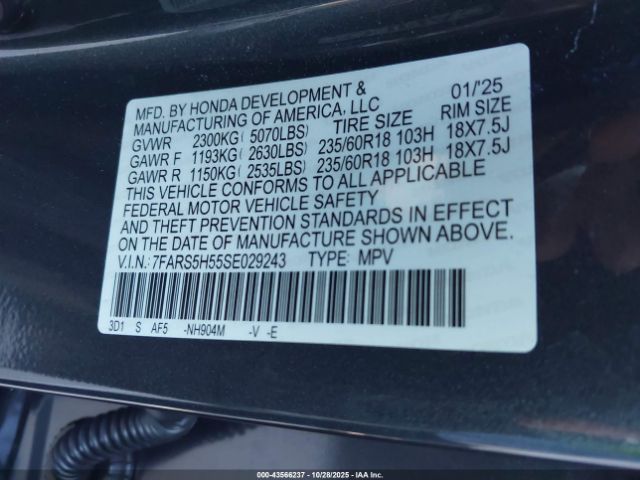 MFD. BY HONDA DEVELOPMENT & 01/'25
MANUFACTURING OF AMERICA, LLC
GVWR 2300KG ( 5070LBS) TIRE SIZE RIM SIZE
GAWR F 1193KG ( 2630LBS) 235/60R18 103H 18X7.5J
GAWR R 1150KG ( 2535LBS) 235/60R18 103H 18X7.5J
THIS VEHICLE CONFORMS TO ALL APPLICABLE
FEDERAL MOTOR VEHICLE SAFETY
AND THEFT PREVENTION STANDARDS IN EFFECT
ON THE DATE OF MANUFACTURE SHOWN ABOVE.
V.I.N.:7FARS5H55SE029243 TYPE: MPV
3D1 S AF5 -NH904M -V -E
000-43566237 - 10/28/2025 - IAA Corp.